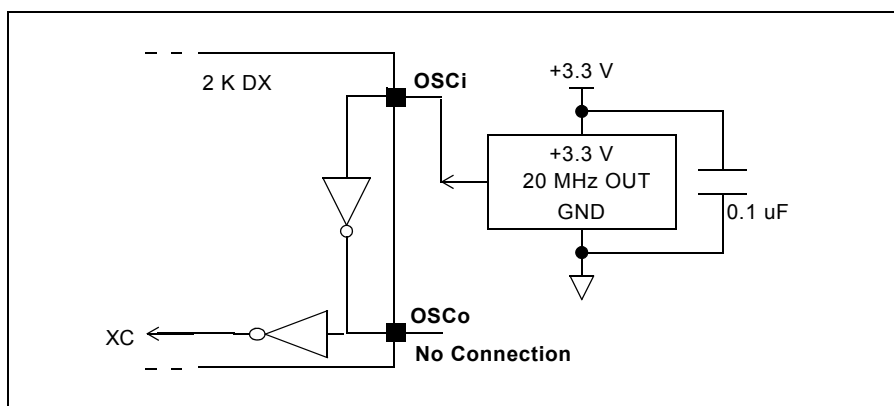 2 K DX
OSCi
+3.3 V
+3.3 V
20 MHz OUT
GND
0.1 uF
OSCo
XC
No Connection